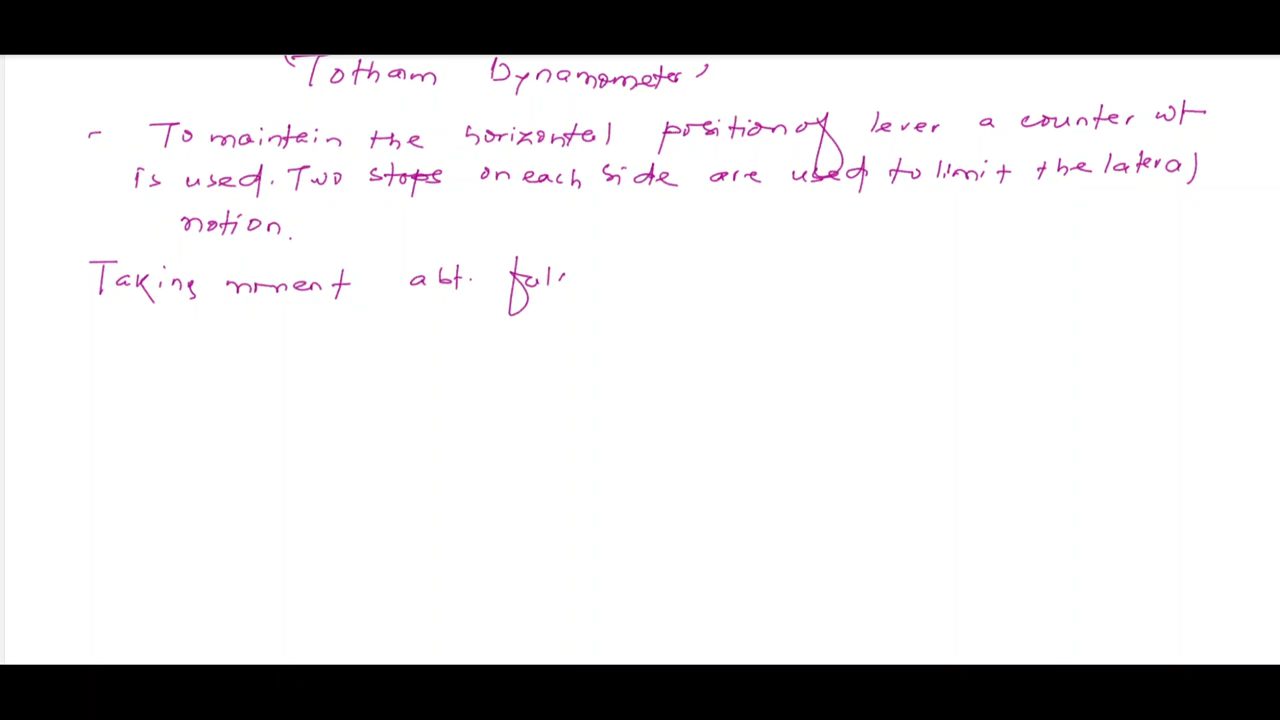 (Totham Dynamometer)
- To maintain the horizontal position of lever a counter wt
is used. Two stops on each side are used to limit the lateral
motion.
Taking moment abt. ful